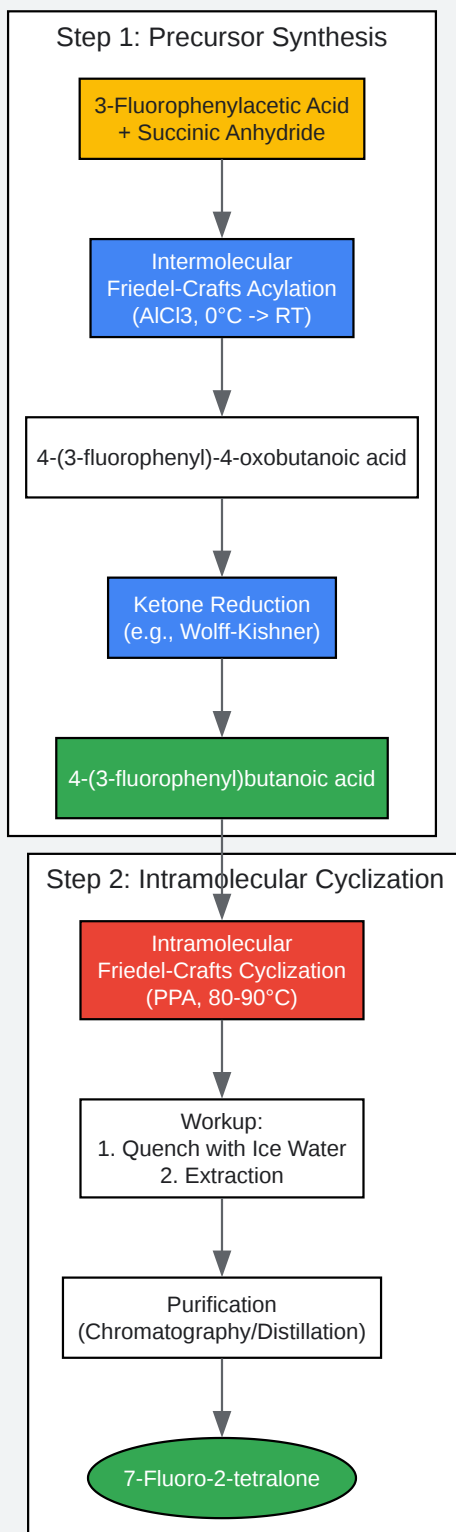 Step 1: Precursor Synthesis
3-Fluorophenylacetic Acid
+ Succinic Anhydride
Intermolecular
Friedel-Crafts Acylation
(AlCl3, 0°C -> RT)
4-(3-fluorophenyl)-4-oxobutanoic acid
Ketone Reduction
(e.g., Wolff-Kishner)
4-(3-fluorophenyl)butanoic acid
Step 2: Intramolecular Cyclization
Intramolecular
Friedel-Crafts Cyclization
(PPA, 80-90°C)
Workup:
1. Quench with Ice Water
2. Extraction
Purification
(Chromatography/Distillation)
7-Fluoro-2-tetralone